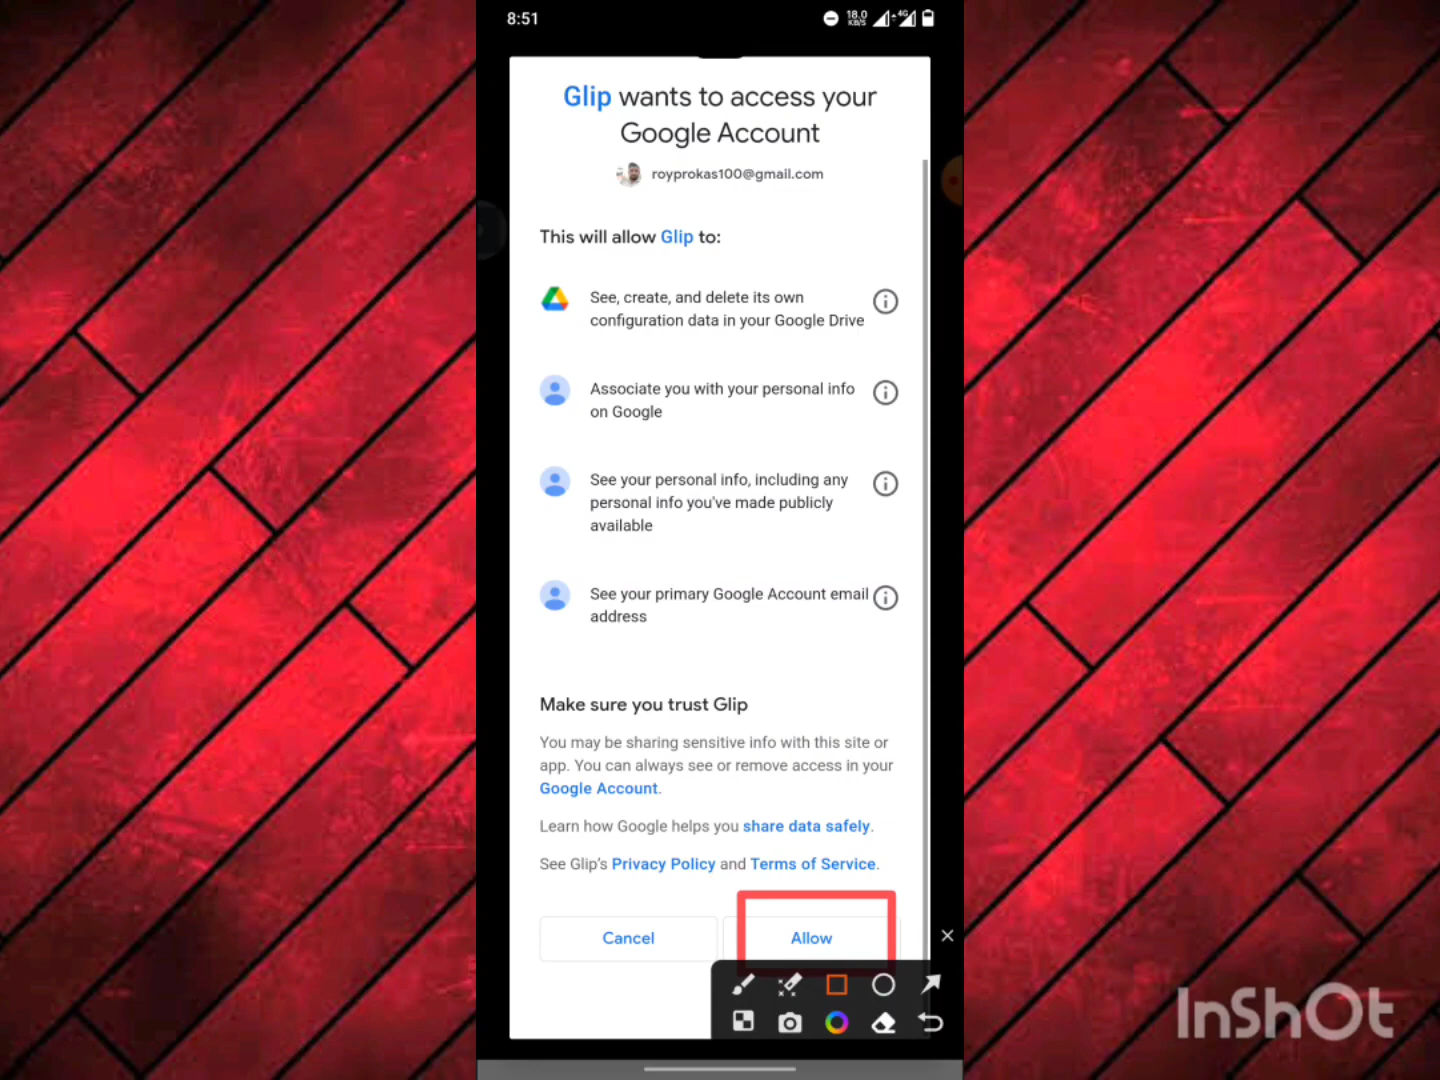 8:51
18.0
KB/S
4G
Glip wants to access your
Google Account
royprokas100@gmail.com
This will allow Glip to:
See, create, and delete its own
configuration data in your Google Drive
Associate you with your personal info
on Google
See your personal info, including any
personal info you've made publicly
available
See your primary Google Account email
address
Make sure you trust Glip
You may be sharing sensitive info with this site or
app. You can always see or remove access in your
Google Account.
Learn how Google helps you share data safely.
See Glip's Privacy Policy and Terms of Service.
Cancel
Allow
InShOt